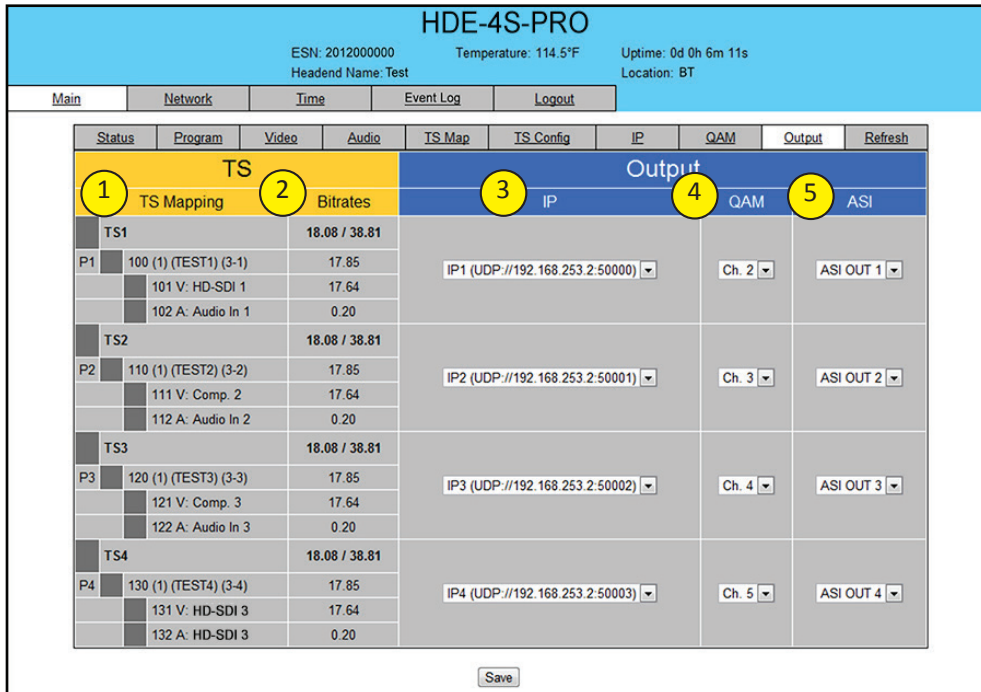 HDE-4S-PRO
ESN: 2012000000 Temperature: 114.5°F Uptime: 0d 0h 6m 11s
Headend Name: Test Location: BT
Main Network Time Event Log Logout
Status Program Video Audio TS Map TS Config IP QAM Output Refresh
TS Output
1 TS Mapping 2 Bitrates 3 IP 4 QAM 5 ASI
TS1 18.08 / 38.81
P1 100 (1) (TEST1) (3-1) 17.85 IP1 (UDP://192.168.253.2:50000) Ch. 2 ASI OUT 1
101 V: HD-SDI 1 17.64
102 A: Audio In 1 0.20
TS2 18.08 / 38.81
P2 110 (1) (TEST2) (3-2) 17.85 IP2 (UDP://192.168.253.2:50001) Ch. 3 ASI OUT 2
111 V: Comp. 2 17.64
112 A: Audio In 2 0.20
TS3 18.08 / 38.81
P3 120 (1) (TEST3) (3-3) 17.85 IP3 (UDP://192.168.253.2:50002) Ch. 4 ASI OUT 3
121 V: Comp. 3 17.64
122 A: Audio In 3 0.20
TS4 18.08 / 38.81
P4 130 (1) (TEST4) (3-4) 17.85 IP4 (UDP://192.168.253.2:50003) Ch. 5 ASI OUT 4
131 V: HD-SDI 3 17.64
132 A: HD-SDI 3 0.20
Save